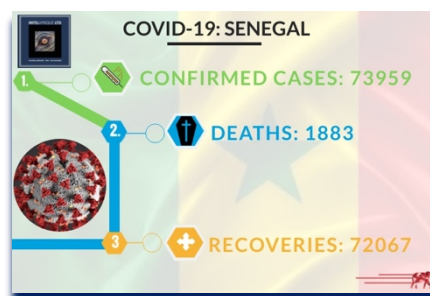 COVID-19: SENEGAL
1.
CONFIRMED CASES: 73959
2.
DEATHS: 1883
3
RECOVERIES: 72067